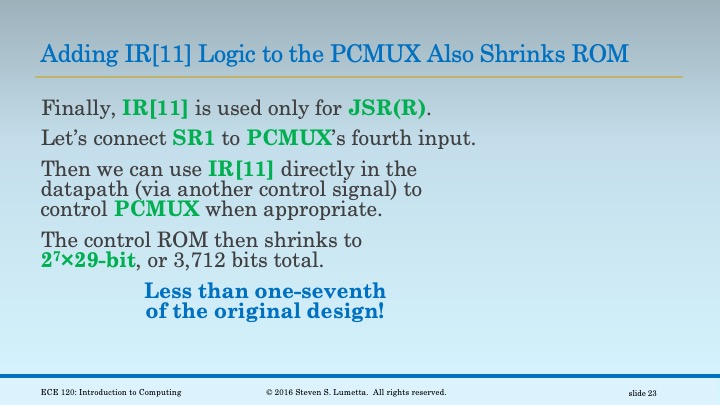 Adding IR[11] Logic to the PCMUX Also Shrinks ROM
Finally, IR[11] is used only for JSR(R).
Let’s connect SR1 to PCMUX’s fourth input.
Then we can use IR[11] directly in the
datapath (via another control signal) to
control PCMUX when appropriate.
The control ROM then shrinks to
2⁷×29-bit, or 3,712 bits total.
Less than one-seventh
of the original design!
ECE 120: Introduction to Computing
© 2016 Steven S. Lumetta. All rights reserved.
slide 23